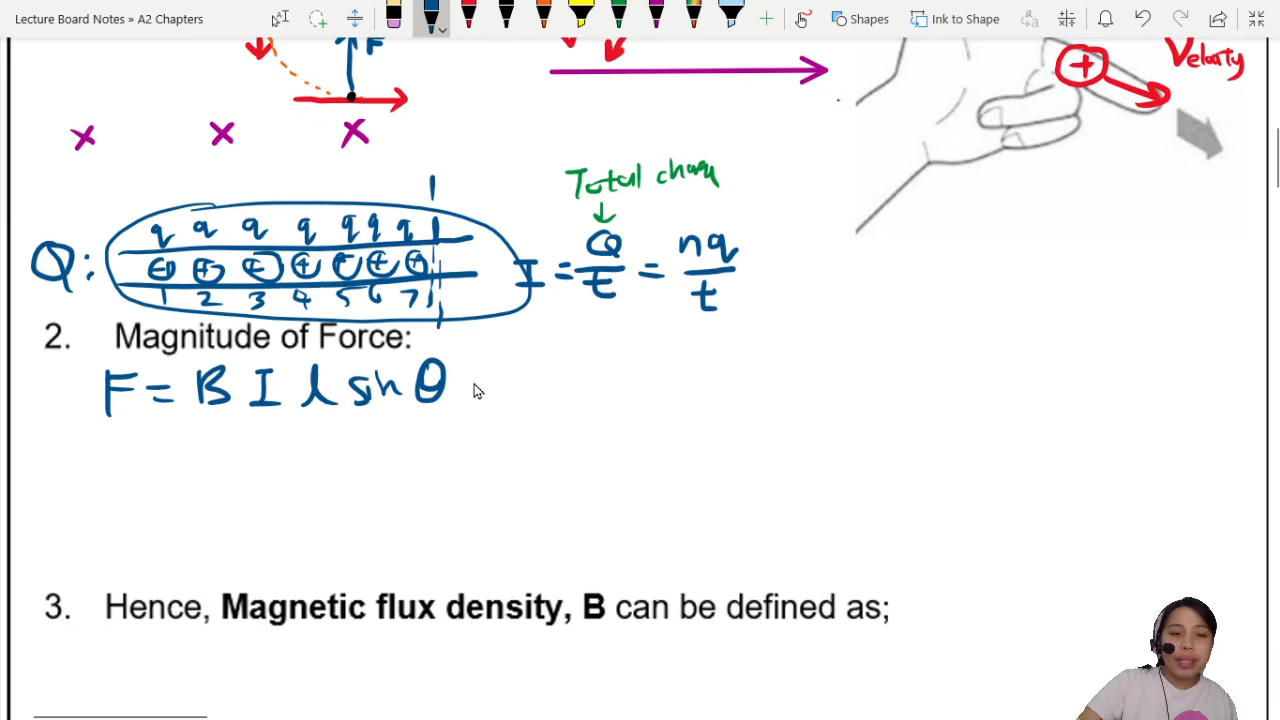 Lecture Board Notes » A2 Chapters
Shapes
Ink to Shape
F
Velocity
+
× × ×
Total charge
Q: q q q q q q q
+ + + + + + +
1 2 3 4 5 6 7
I = Q/t = nq/t
2. Magnitude of Force:
F = B I l sin θ
3. Hence, Magnetic flux density, B can be defined as;